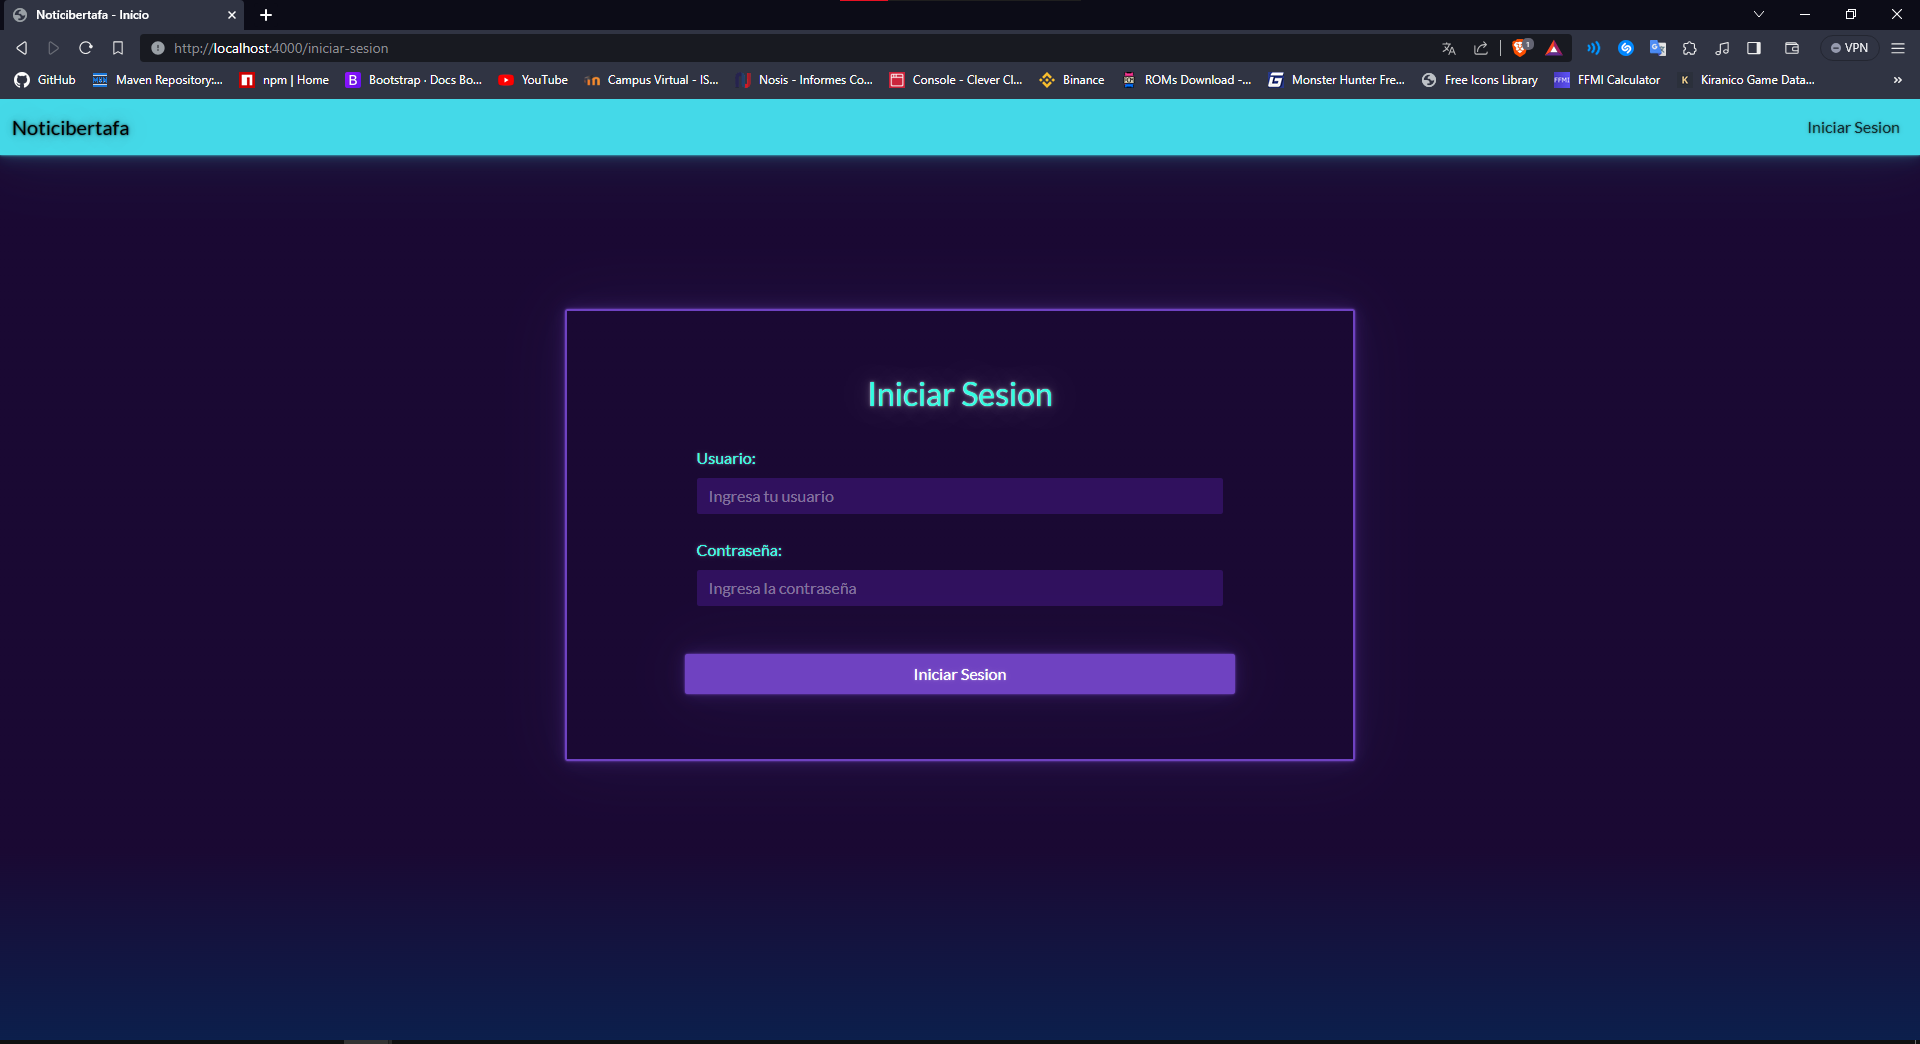 Noticibertafa - Inicio
http://localhost:4000/iniciar-sesion
1
VPN
GitHub
Maven Repository:...
npm | Home
B
Bootstrap · Docs Bo...
YouTube
Campus Virtual - IS...
Nosis - Informes Co...
Console - Clever Cl...
Binance
ROMs Download -...
Monster Hunter Fre...
Free Icons Library
FFMI
FFMI Calculator
K
Kiranico Game Data...
»
Noticibertafa
Iniciar Sesion
Iniciar Sesion
Usuario:
Ingresa tu usuario
Contraseña:
Ingresa la contraseña
Iniciar Sesion